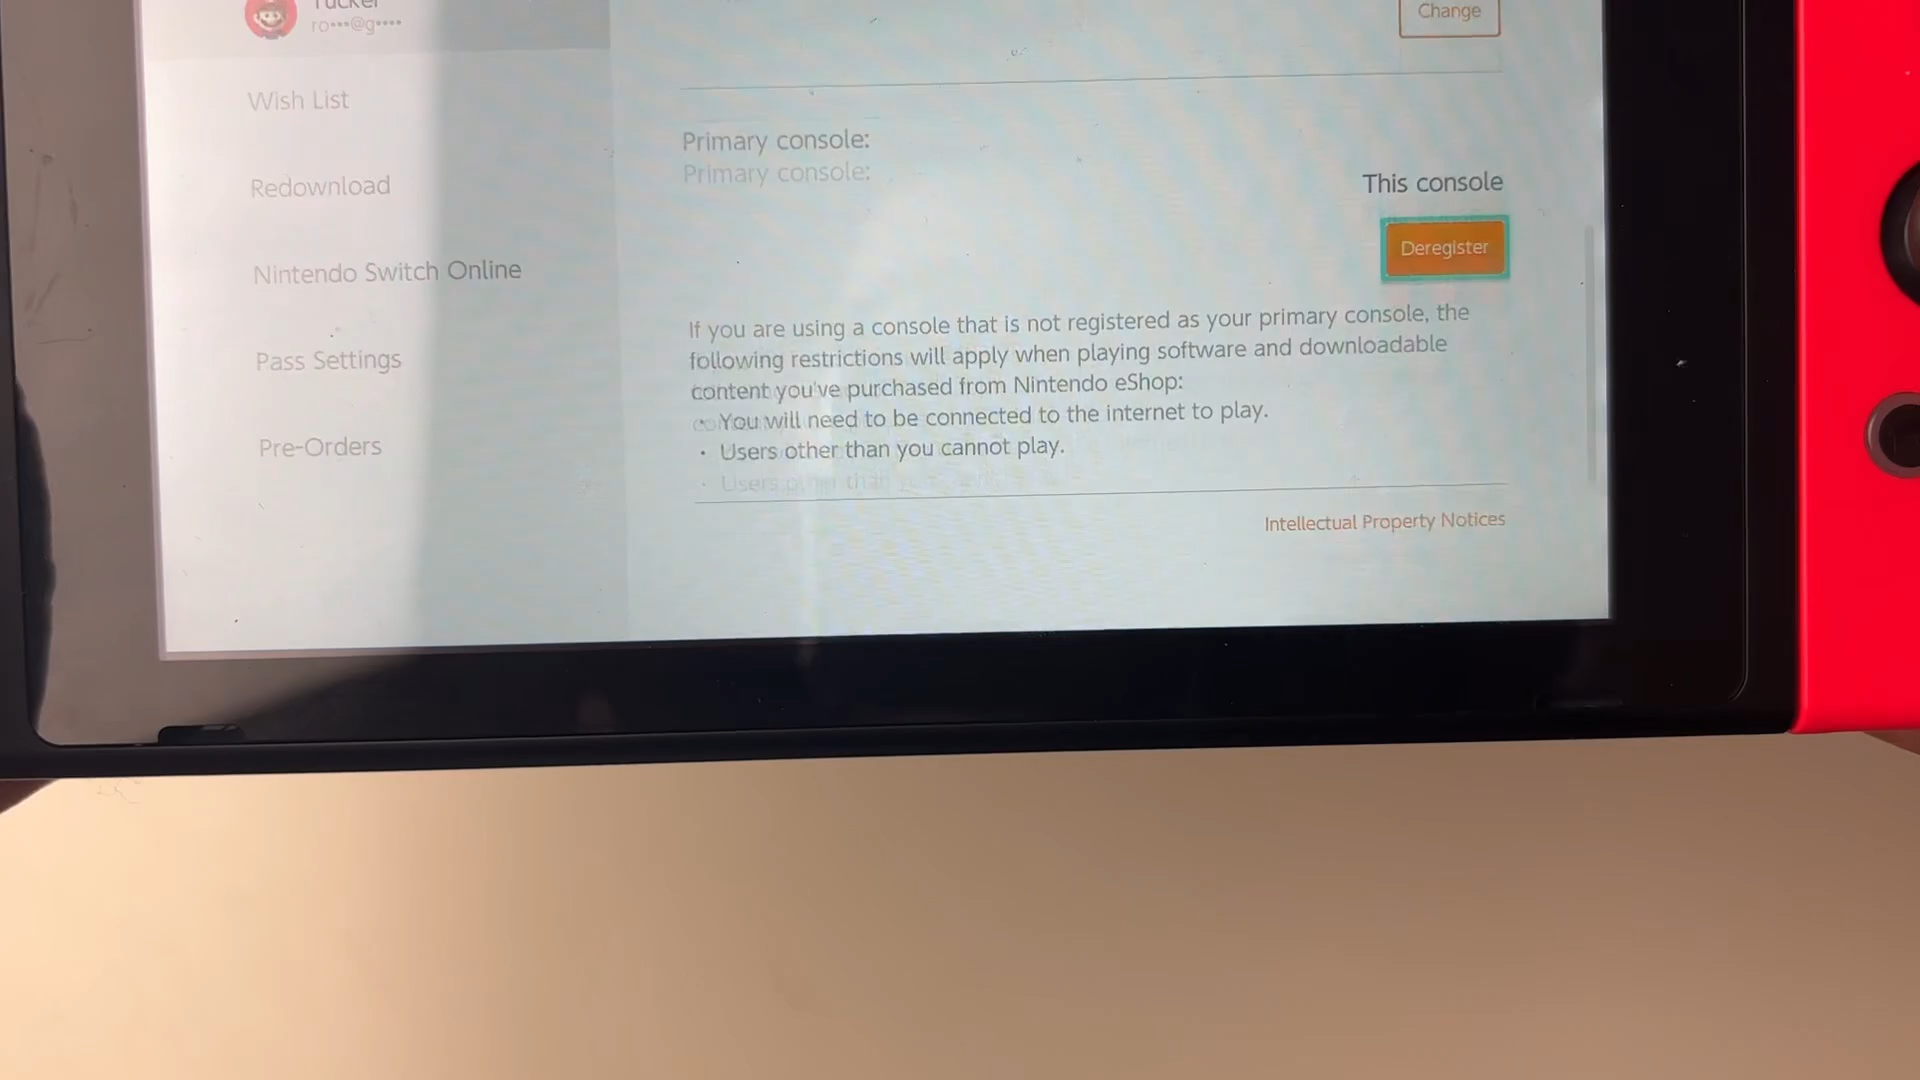 Tucker
ro•••@g••••
Wish List
Redownload
Nintendo Switch Online
Pass Settings
Pre-Orders
Change
Primary console:
Primary console:
This console
Deregister
If you are using a console that is not registered as your primary console, the
following restrictions will apply when playing software and downloadable
content you've purchased from Nintendo eShop:
• You will need to be connected to the internet to play.
• Users other than you cannot play.
Intellectual Property Notices